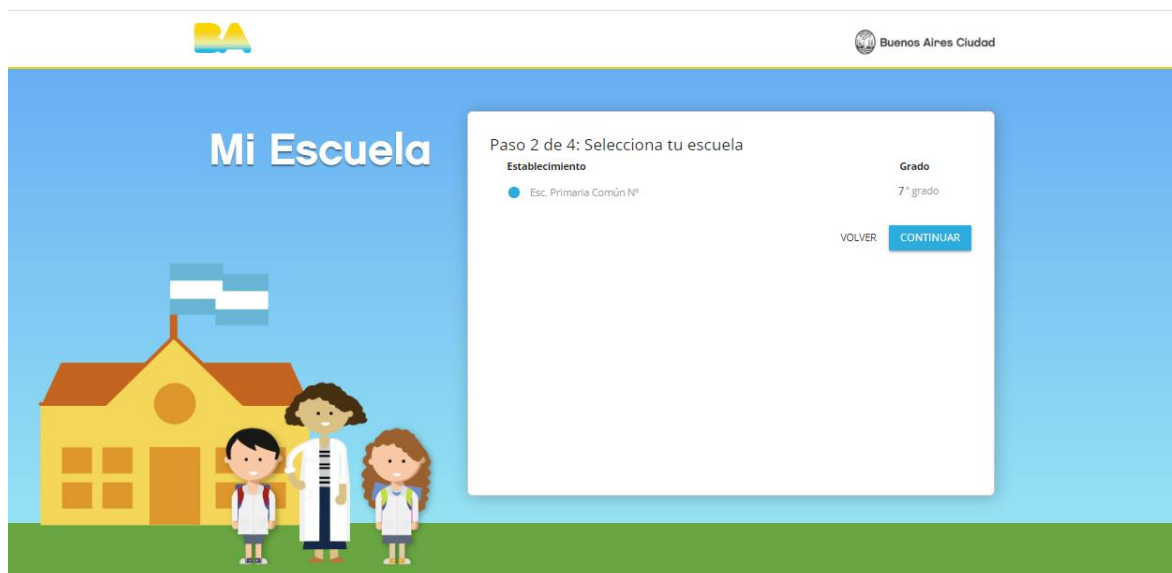 BA
Buenos Aires Ciudad
Mi Escuela
Paso 2 de 4: Selecciona tu escuela
Establecimiento Grado
Esc. Primaria Común Nº 7° grado
VOLVER CONTINUAR